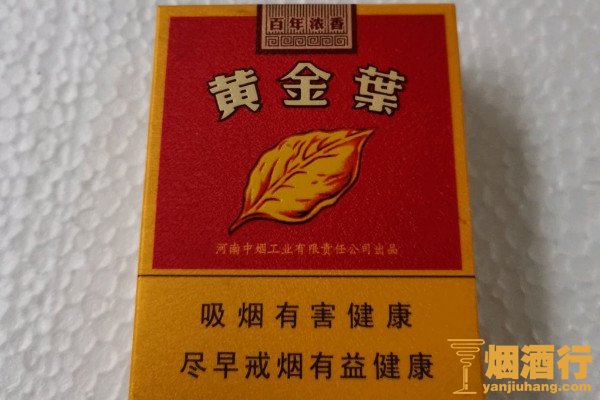 百年浓香
黄金葉
河南中烟工业有限责任公司出品
吸烟有害健康
尽早戒烟有益健康
烟酒行
yanjiuhang.com